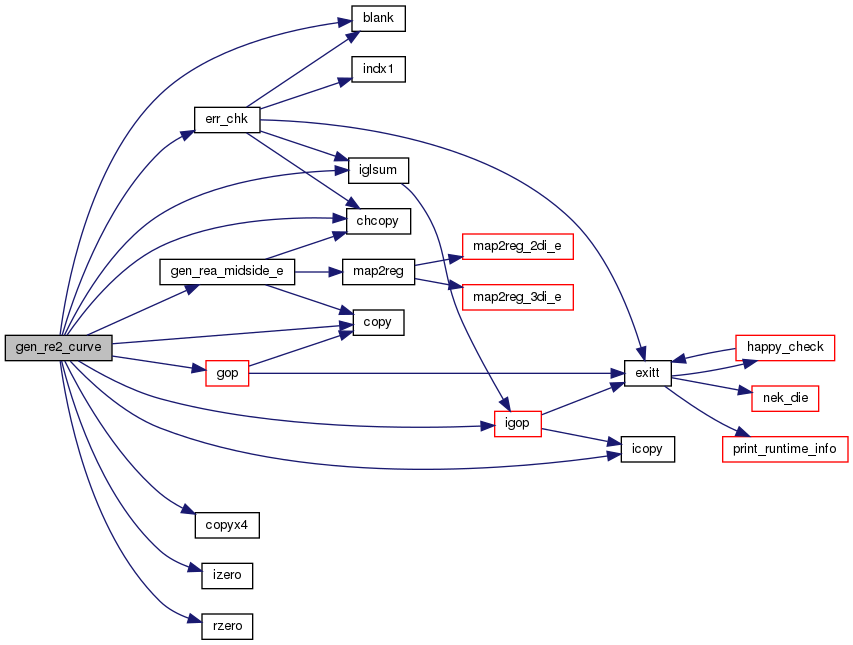 blank
indx1
err_chk
iglsum
chcopy
map2reg_2di_e
gen_rea_midside_e
map2reg
map2reg_3di_e
copy
gen_re2_curve
happy_check
gop
exitt
nek_die
igop
icopy
print_runtime_info
copyx4
izero
rzero